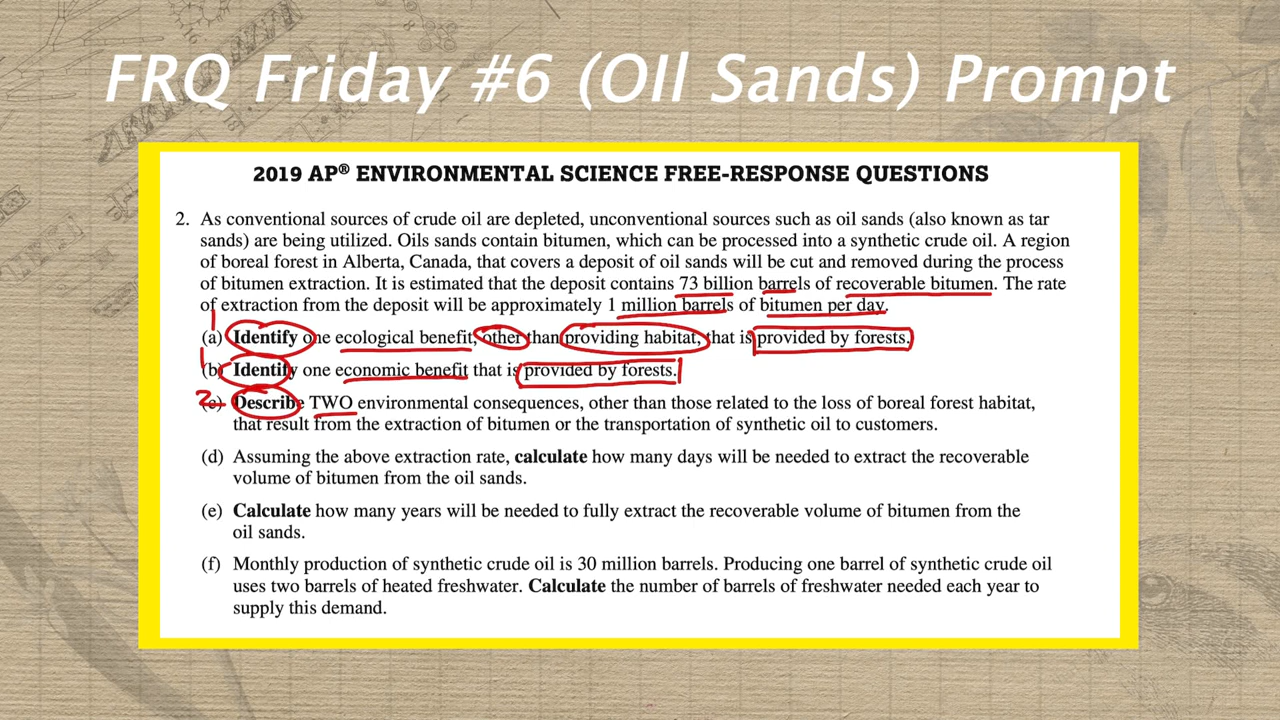 FRQ Friday #6 (OIl Sands) Prompt
2019 AP® ENVIRONMENTAL SCIENCE FREE-RESPONSE QUESTIONS
2. As conventional sources of crude oil are depleted, unconventional sources such as oil sands (also known as tar
sands) are being utilized. Oils sands contain bitumen, which can be processed into a synthetic crude oil. A region
of boreal forest in Alberta, Canada, that covers a deposit of oil sands will be cut and removed during the process
of bitumen extraction. It is estimated that the deposit contains 73 billion barrels of recoverable bitumen. The rate
of extraction from the deposit will be approximately 1 million barrels of bitumen per day.
1
(a) Identify one ecological benefit, other than providing habitat, that is provided by forests.
1
(b) Identify one economic benefit that is provided by forests.
2
(c) Describe TWO environmental consequences, other than those related to the loss of boreal forest habitat,
that result from the extraction of bitumen or the transportation of synthetic oil to customers.
(d) Assuming the above extraction rate, calculate how many days will be needed to extract the recoverable
volume of bitumen from the oil sands.
(e) Calculate how many years will be needed to fully extract the recoverable volume of bitumen from the
oil sands.
(f) Monthly production of synthetic crude oil is 30 million barrels. Producing one barrel of synthetic crude oil
uses two barrels of heated freshwater. Calculate the number of barrels of freshwater needed each year to
supply this demand.